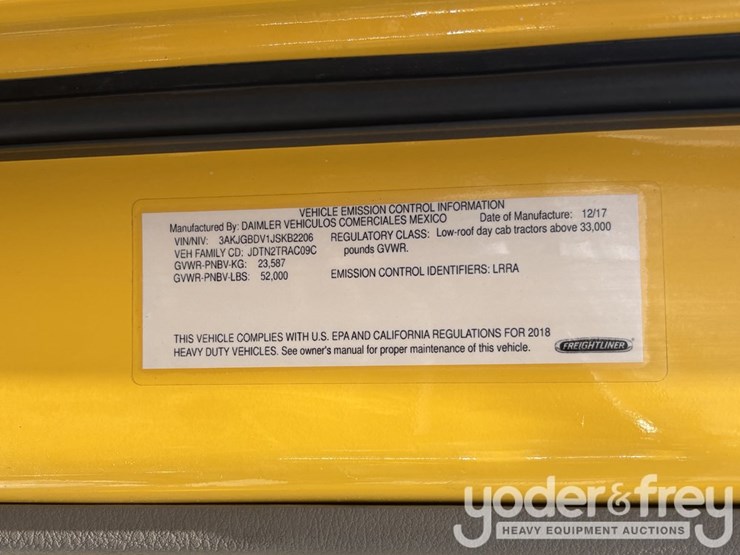 VEHICLE EMISSION CONTROL INFORMATION
Manufactured By: DAIMLER VEHICULOS COMERCIALES MEXICO Date of Manufacture: 12/17
VIN/NIV: 3AKJGBDV1JSKB2206 REGULATORY CLASS: Low-roof day cab tractors above 33,000
VEH FAMILY CD: JDTN2TRAC09C pounds GVWR.
GVWR-PNBV-KG: 23,587
GVWR-PNBV-LBS: 52,000 EMISSION CONTROL IDENTIFIERS: LRRA
THIS VEHICLE COMPLIES WITH U.S. EPA AND CALIFORNIA REGULATIONS FOR 2018
HEAVY DUTY VEHICLES. See owner's manual for proper maintenance of this vehicle.
FREIGHTLINER
yoder&frey
HEAVY EQUIPMENT AUCTIONS